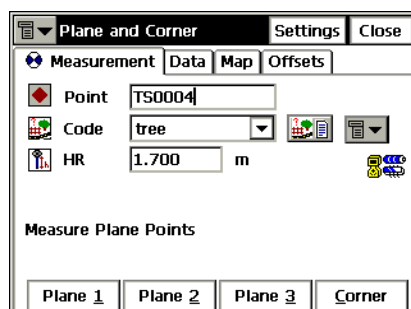 Plane and Corner Settings Close
Measurement Data Map Offsets
Point TS0004
Code tree
HR 1.700 m
Measure Plane Points
Plane 1 Plane 2 Plane 3 Corner